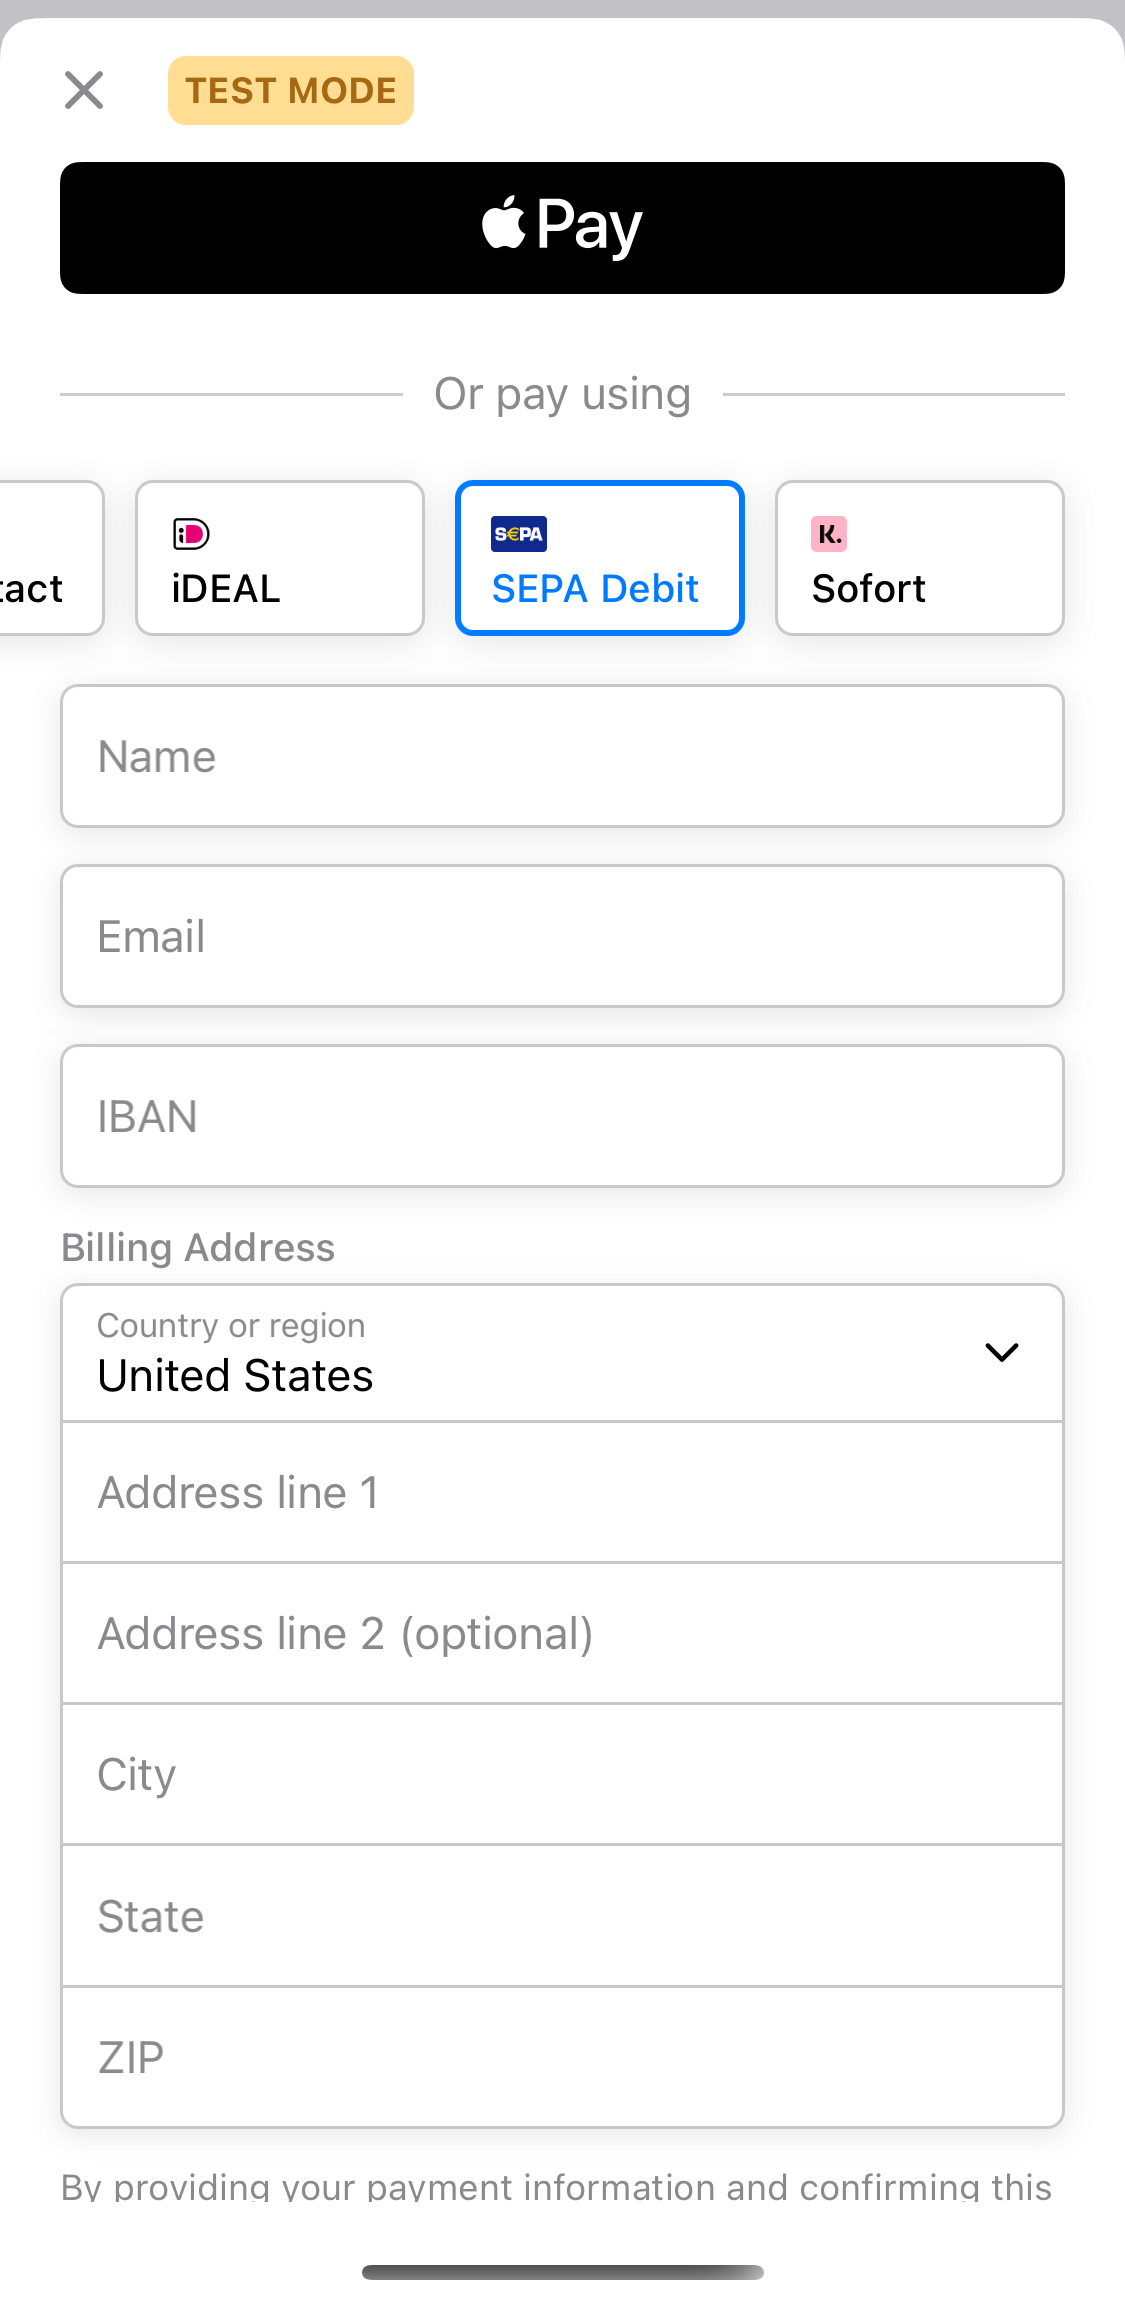 TEST MODE
Pay
Or pay using
tact
iDEAL
SEPA
SEPA Debit
K.
Sofort
Name
Email
IBAN
Billing Address
Country or region
United States
Address line 1
Address line 2 (optional)
City
State
ZIP
By providing your payment information and confirming this